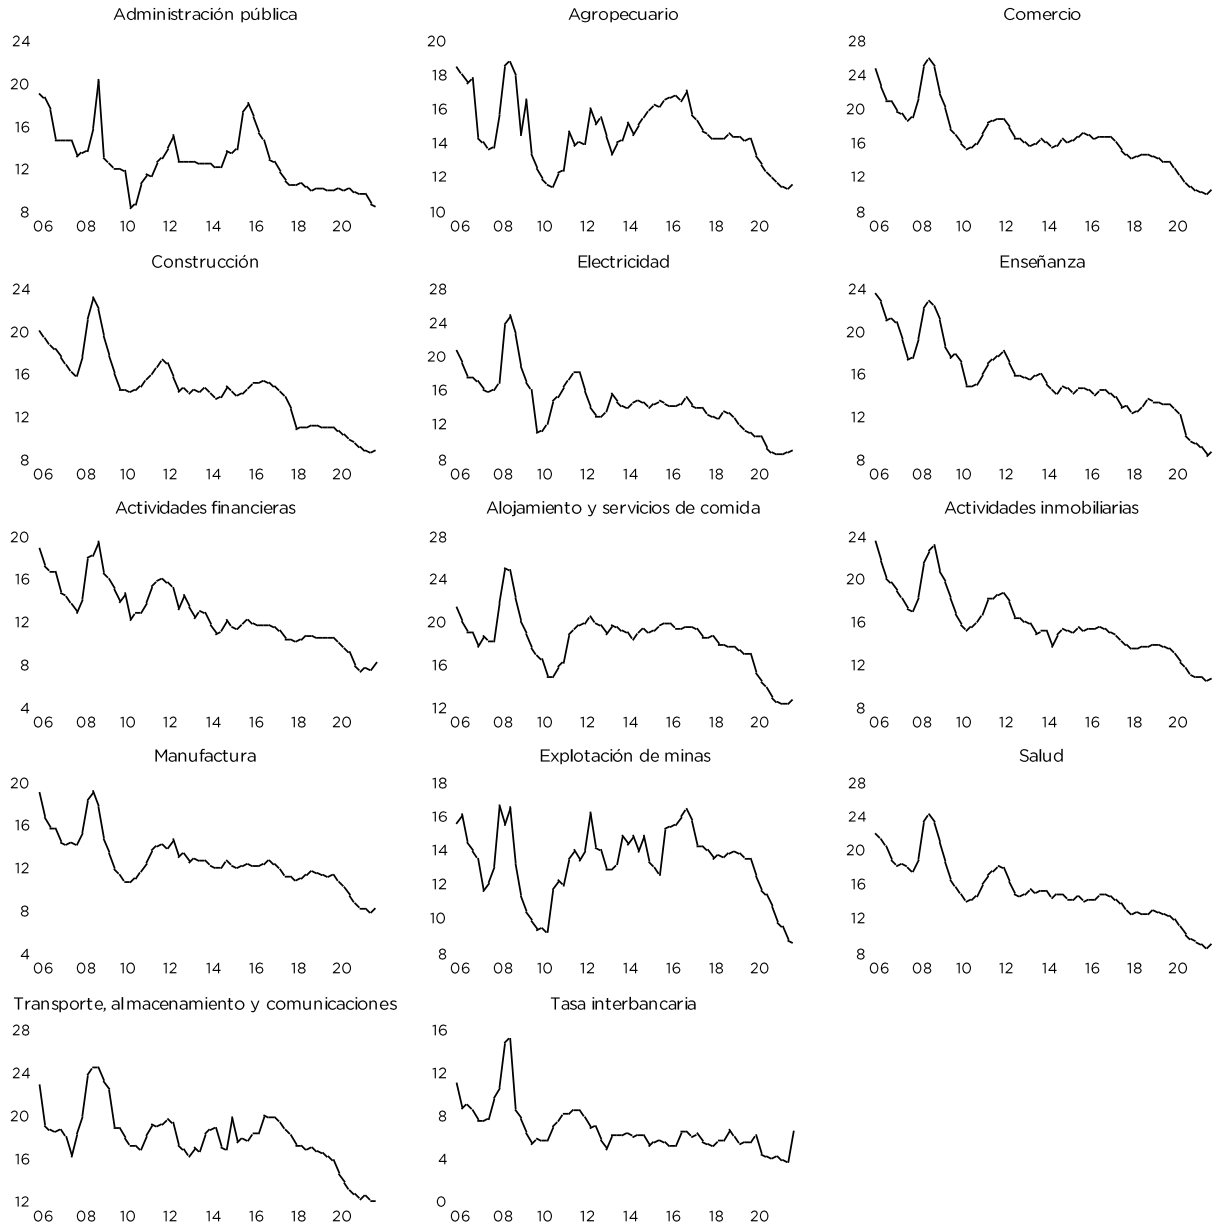 Administración pública
24
20
16
12
8
06 08 10 12 14 16 18 20
Agropecuario
20
18
16
14
12
10
06 08 10 12 14 16 18 20
Comercio
28
24
20
16
12
8
06 08 10 12 14 16 18 20
Construcción
24
20
16
12
8
06 08 10 12 14 16 18 20
Electricidad
28
24
20
16
12
8
06 08 10 12 14 16 18 20
Enseñanza
24
20
16
12
8
06 08 10 12 14 16 18 20
Actividades financieras
20
16
12
8
4
06 08 10 12 14 16 18 20
Alojamiento y servicios de comida
28
24
20
16
12
06 08 10 12 14 16 18 20
Actividades inmobiliarias
24
20
16
12
8
06 08 10 12 14 16 18 20
Manufactura
20
16
12
8
4
06 08 10 12 14 16 18 20
Explotación de minas
18
16
14
12
10
8
06 08 10 12 14 16 18 20
Salud
28
24
20
16
12
8
06 08 10 12 14 16 18 20
Transporte, almacenamiento y comunicaciones
28
24
20
16
12
06 08 10 12 14 16 18 20
Tasa interbancaria
16
12
8
4
0
06 08 10 12 14 16 18 20